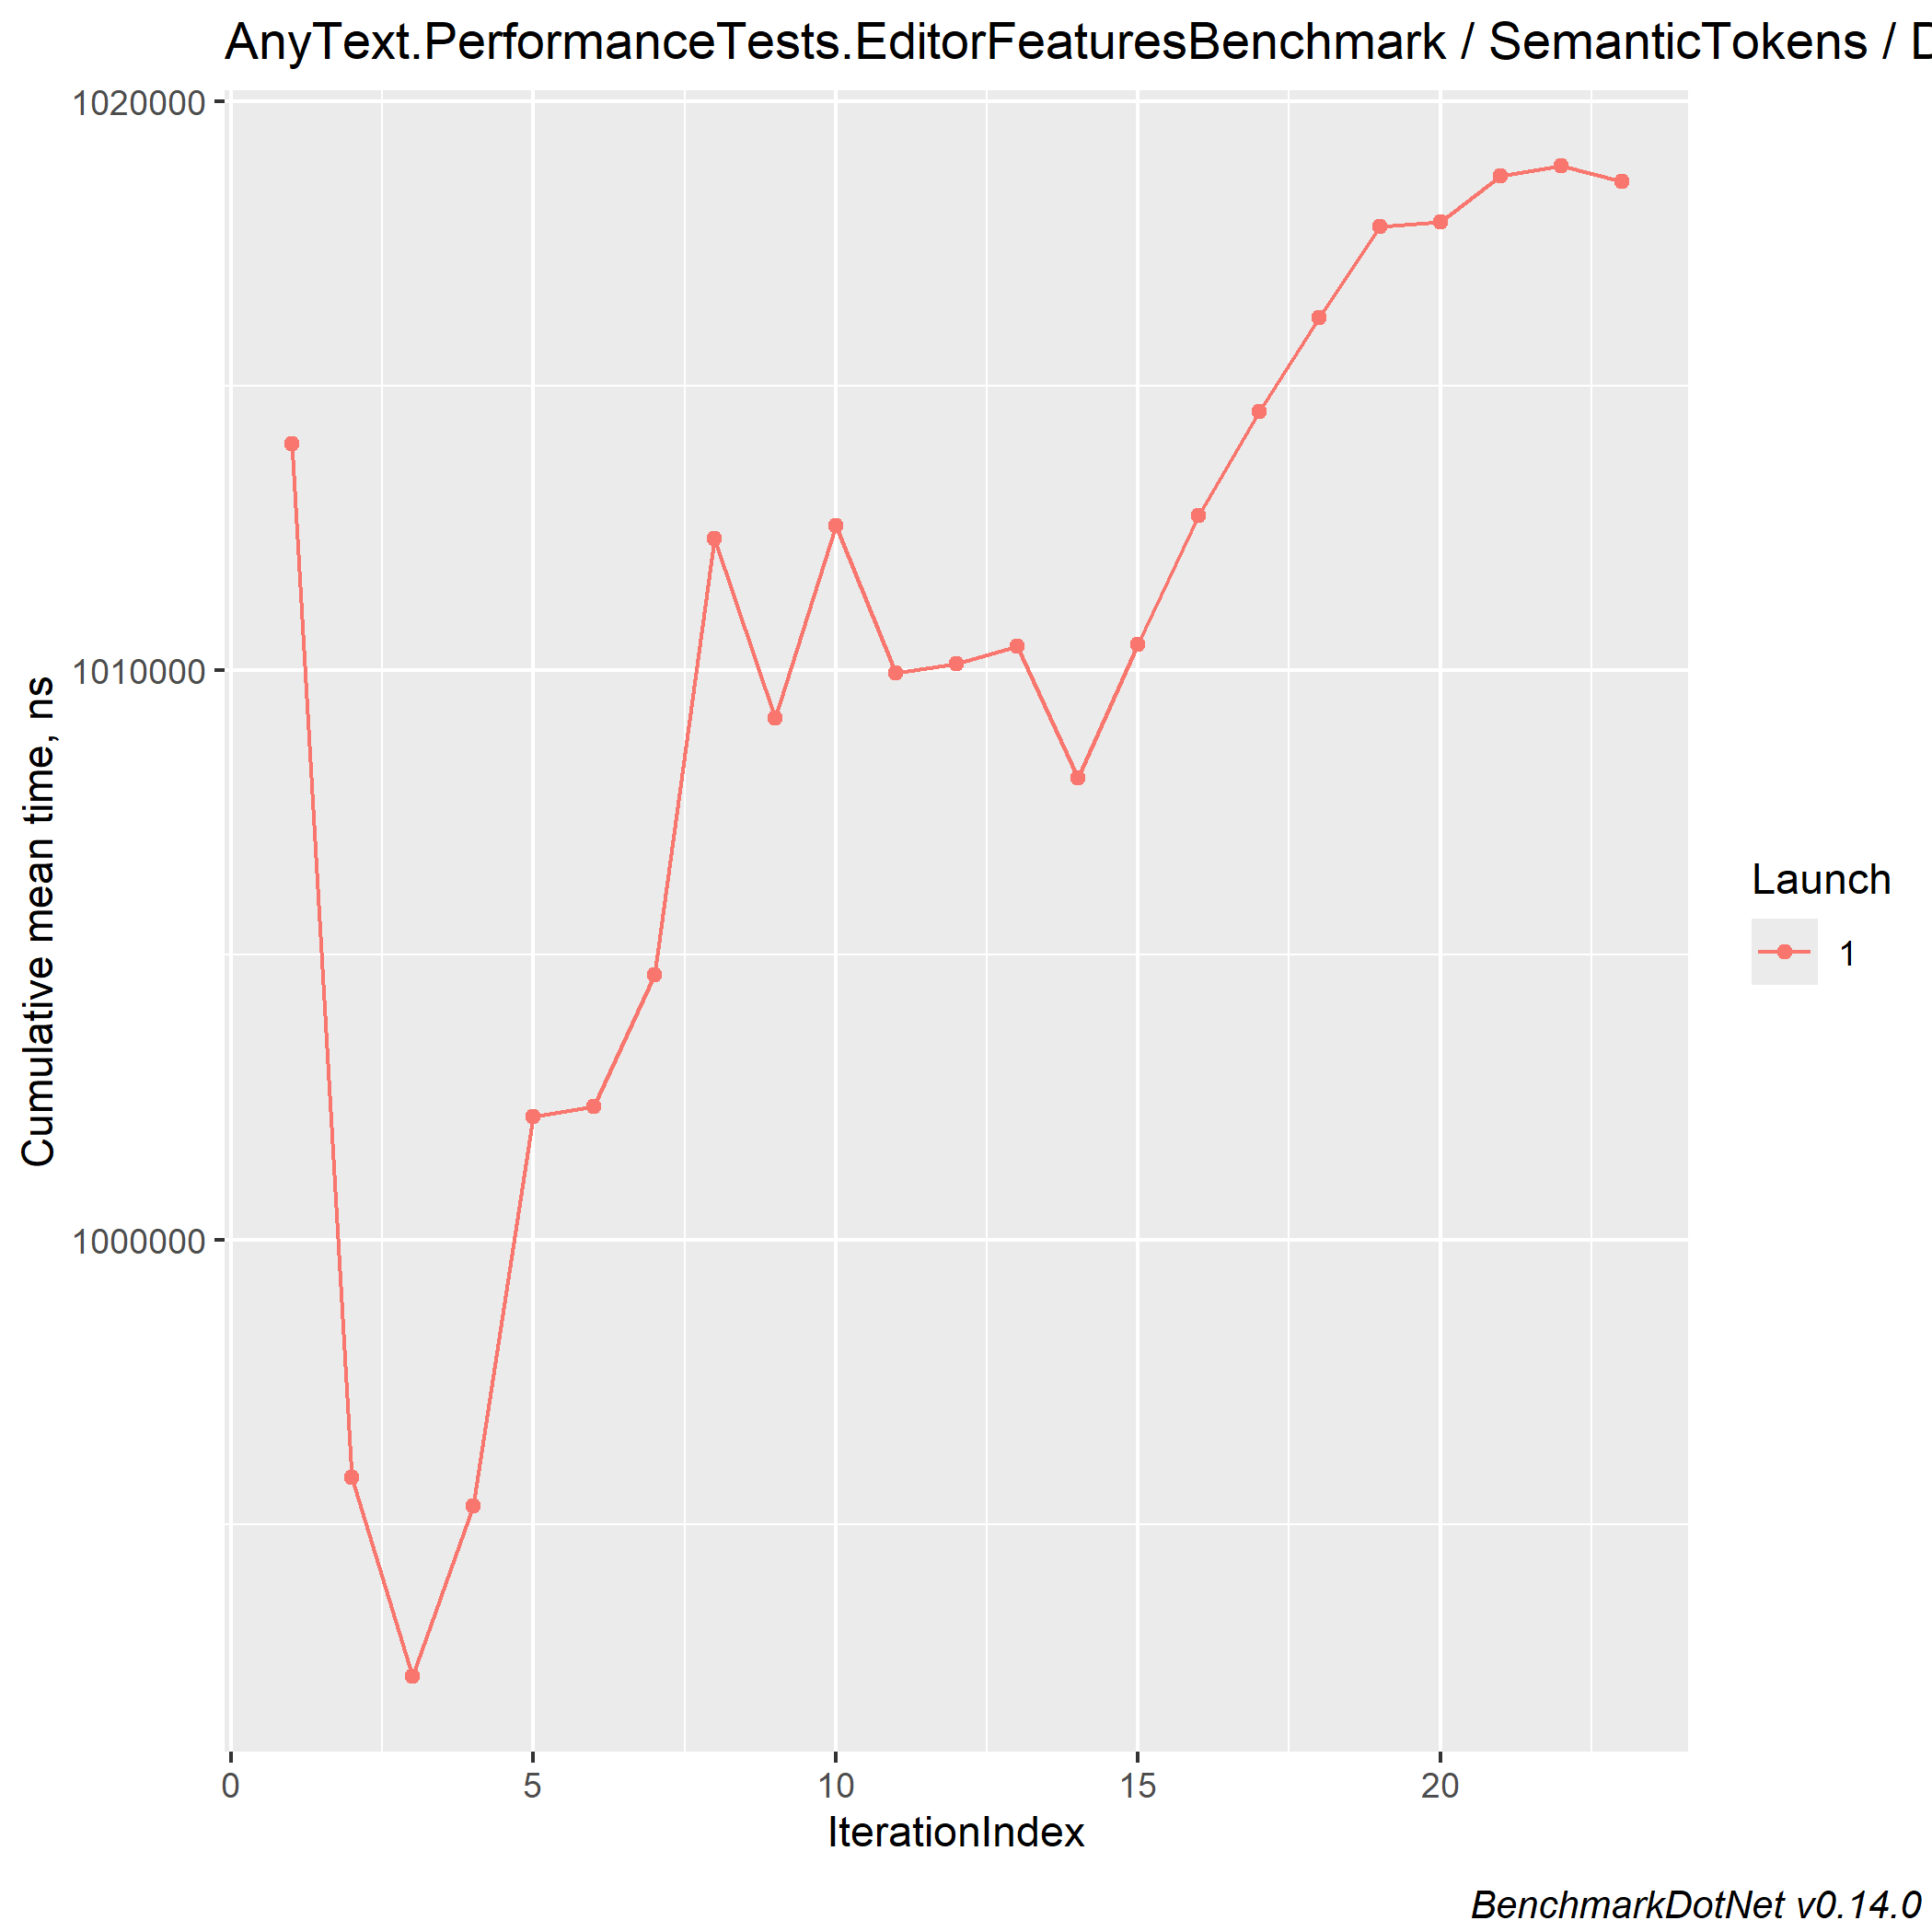 AnyText.PerformanceTests.EditorFeaturesBenchmark / SemanticTokens / D
1020000
1010000
1000000
Cumulative mean time, ns
0 5 10 15 20
IterationIndex
Launch
1
BenchmarkDotNet v0.14.0